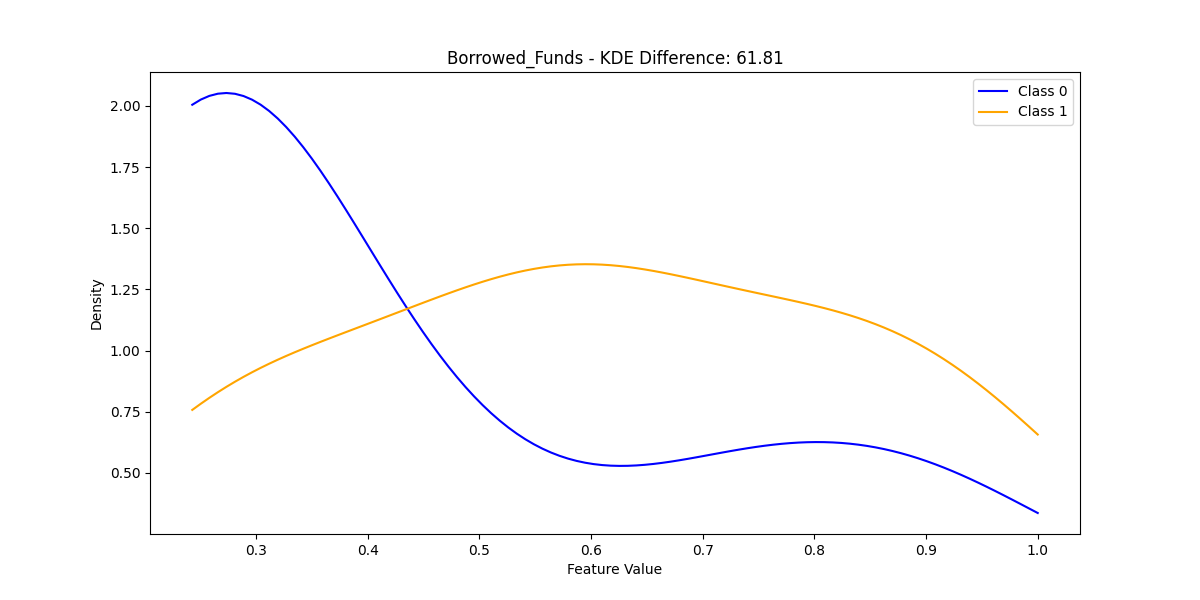 Borrowed_Funds - KDE Difference: 61.81
Class 0
Class 1
2.00
1.75
1.50
1.25
1.00
0.75
0.50
Density
0.3 0.4 0.5 0.6 0.7 0.8 0.9 1.0
Feature Value